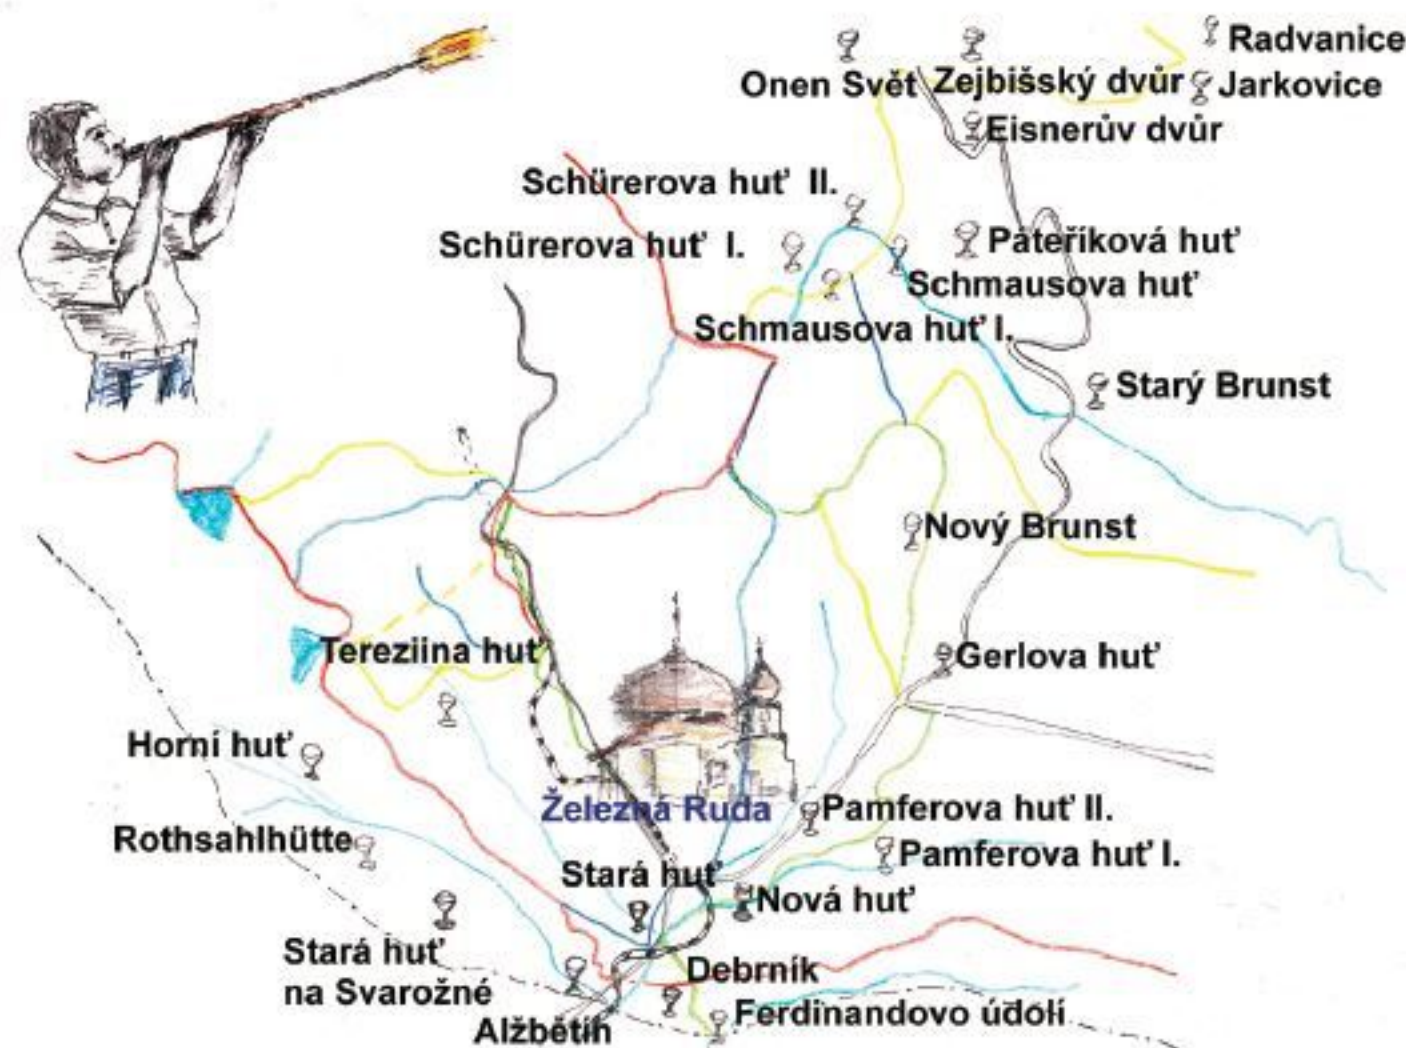 Radvanice
Onen Svět
Zejbišský dvůr
Jarkovice
Eisnerův dvůr
Schürerova huť II.
Schürerova huť I.
Pateříková huť
Schmausova huť
Schmausova huť I.
Starý Brunst
Nový Brunst
Tereziina huť
Gerlova huť
Horní huť
Železná Ruda
Pamferova huť II.
Rothsahlhütte
Pamferova huť I.
Stará huť
Nová huť
Stará huť
na Svarožné
Debrník
Ferdinandovo údolí
Alžbětín